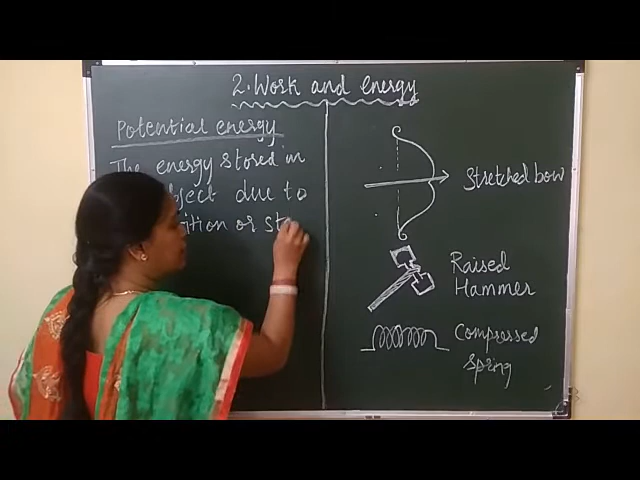 2. Work and energy
Potential energy
The energy stored in
object due to
ition or st
Stretched bow
Raised
Hammer
Compressed
spring